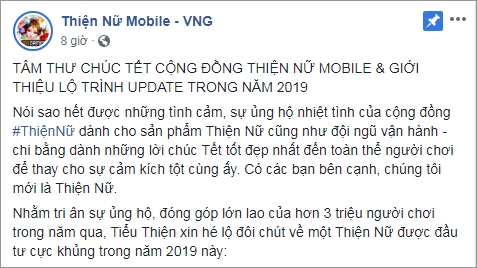 Thiện Nữ Mobile - VNG
8 giờ ·
TÂM THƯ CHÚC TẾT CỘNG ĐỒNG THIỆN NỮ MOBILE & GIỚI
THIỆU LỘ TRÌNH UPDATE TRONG NĂM 2019
Nói sao hết được những tình cảm, sự ủng hộ nhiệt tình của cộng đồng
#ThiệnNữ dành cho sản phẩm Thiện Nữ cũng như đội ngũ vận hành -
chi bằng dành những lời chúc Tết tốt đẹp nhất đến toàn thể người chơi
để thay cho sự cảm kích tột cùng ấy. Có các bạn bên cạnh, chúng tôi
mới là Thiện Nữ.
Nhằm tri ân sự ủng hộ, đóng góp lớn lao của hơn 3 triệu người chơi
trong năm qua, Tiểu Thiện xin hé lộ đôi chút về một Thiện Nữ được đầu
tư cực khủng trong năm 2019 này: